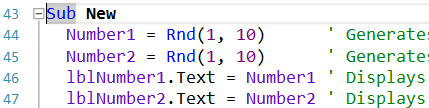 43 Sub New
44 Number1 = Rnd(1, 10) ' Generates
45 Number2 = Rnd(1, 10) ' Generates
46 lblNumber1.Text = Number1 ' Displays
47 lblNumber2.Text = Number2 ' Displays